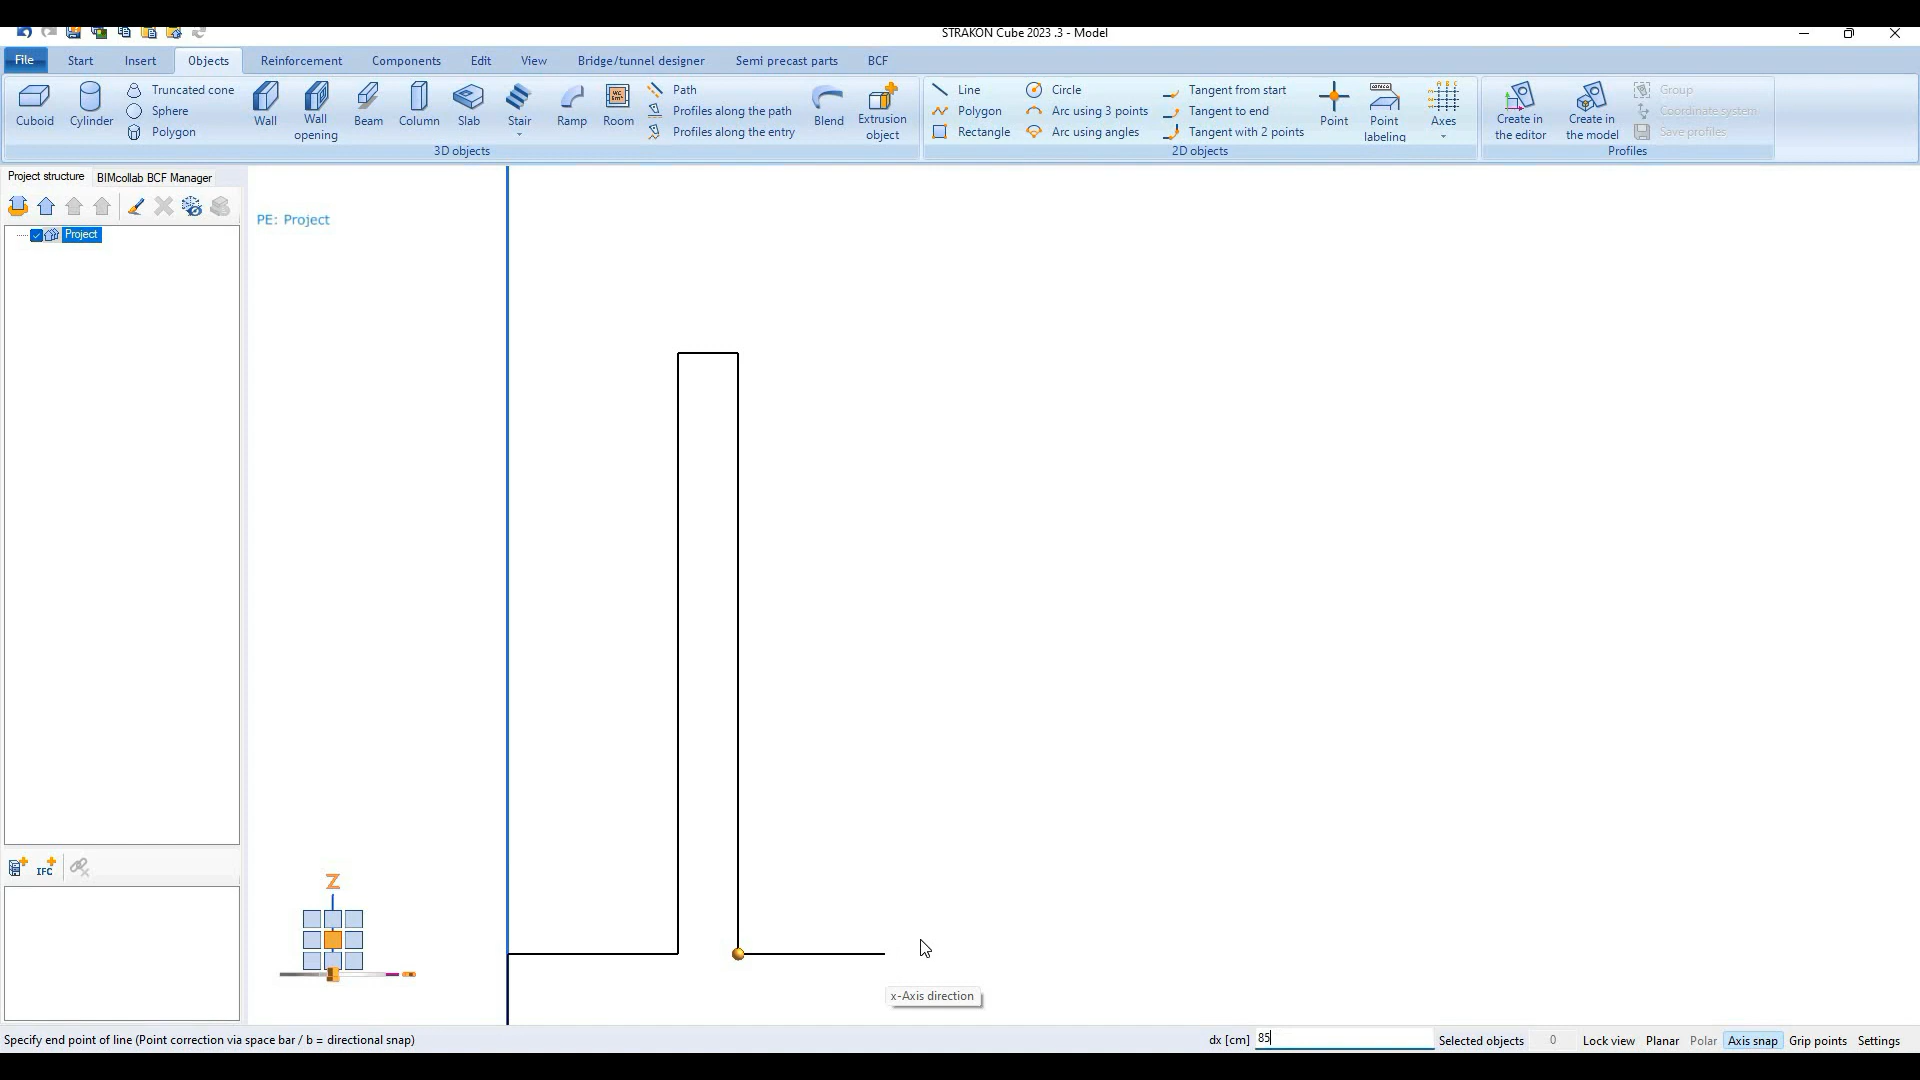 STRAKON Cube 2023 .3 - Model
File Start Insert Objects Reinforcement Components Edit View Bridge/tunnel designer Semi precast parts BCF
Cuboid Cylinder Truncated cone Sphere Polygon
Wall Wall opening Beam Column Slab Stair Ramp Room
Path
Profiles along the path
Profiles along the entry
Blend Extrusion object
3D objects
Line Circle Tangent from start
Polygon Arc using 3 points Tangent to end
Rectangle Arc using angles Tangent with 2 points
Point Point labeling Axes
2D objects
Create in the editor Create in the model
Group
Coordinate system
Save profiles
Profiles
Project structure BIMcollab BCF Manager
Project
PE: Project
IFC
Z
x-Axis direction
Specify end point of line (Point correction via space bar / b = directional snap) dx [cm] 85 Selected objects 0 Lock view Planar Polar Axis snap Grip points Settings